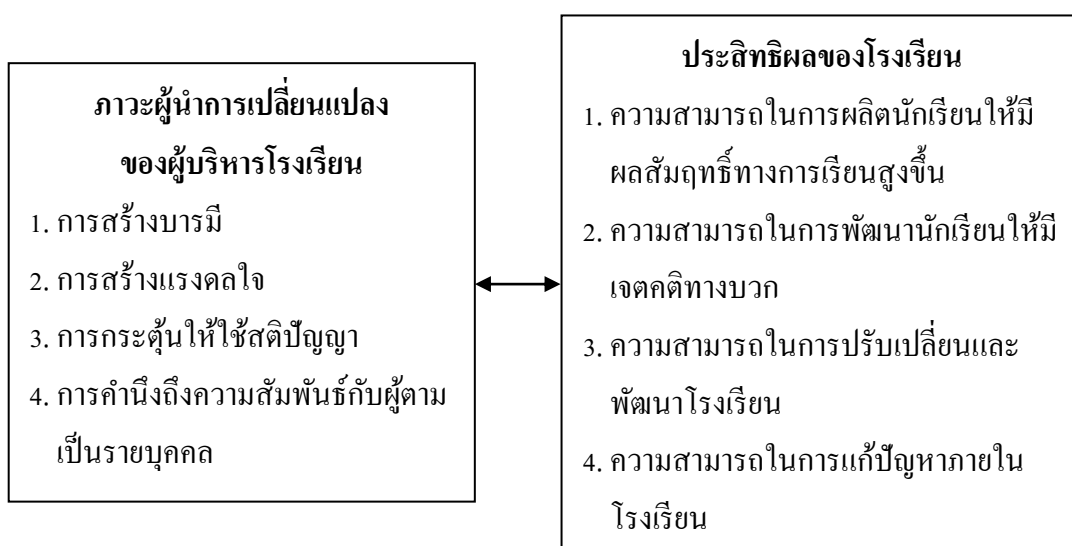 ภาวะผู้นำการเปลี่ยนแปลง
ของผู้บริหารโรงเรียน
1. การสร้างบารมี
2. การสร้างแรงดลใจ
3. การกระตุ้นให้ใช้สติปัญญา
4. การคำนึงถึงความสัมพันธ์กับผู้ตาม
เป็นรายบุคคล
ประสิทธิผลของโรงเรียน
1. ความสามารถในการผลิตนักเรียนให้มี
ผลสัมฤทธิ์ทางการเรียนสูงขึ้น
2. ความสามารถในการพัฒนานักเรียนให้มี
เจตคติทางบวก
3. ความสามารถในการปรับเปลี่ยนและ
พัฒนาโรงเรียน
4. ความสามารถในการแก้ปัญหาภายใน
โรงเรียน